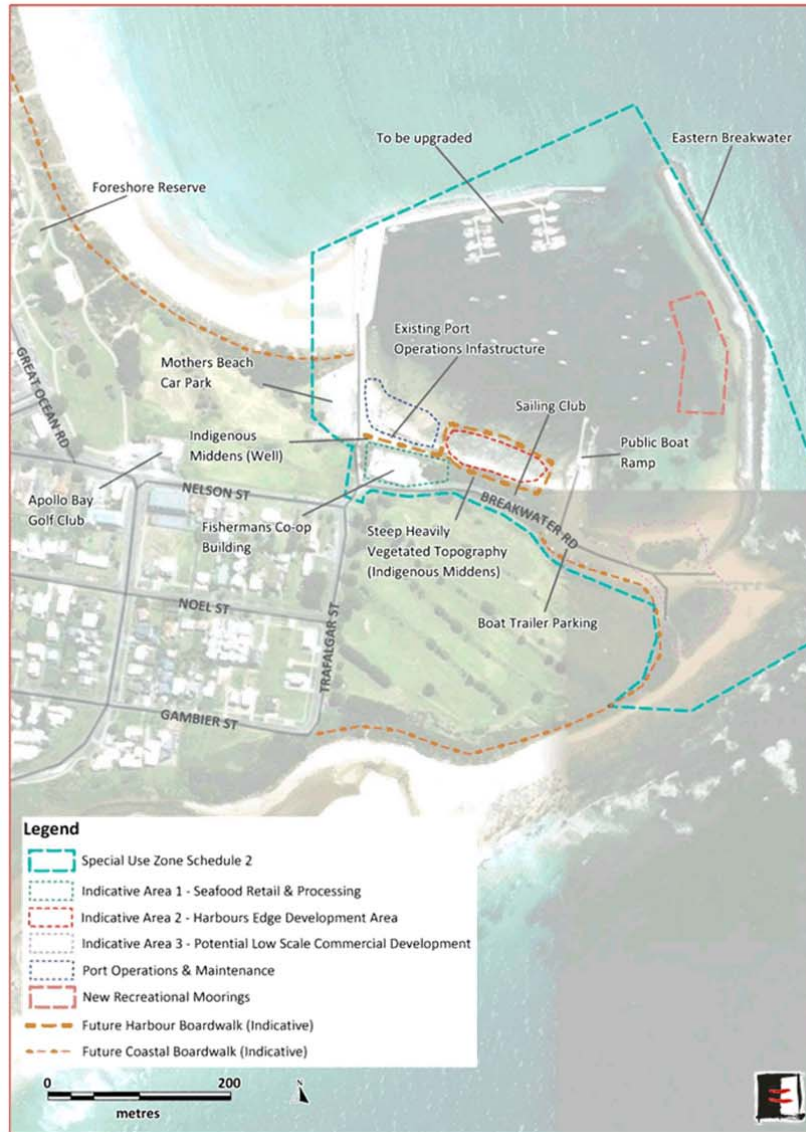 To be upgraded
Eastern Breakwater
Foreshore Reserve
Existing Port
Operations Infastructure
Mothers Beach
Car Park
Sailing Club
GREAT OCEAN RD
Indigenous
Middens (Well)
Public Boat
Ramp
Apollo Bay
Golf Club
NELSON ST
Fishermans Co-op
Building
Steep Heavily
Vegetated Topography
(Indigenous Middens)
BREAKWATER RD
NOEL ST
TRAFALGAR ST
Boat Trailer Parking
GAMBIER ST
Legend
Special Use Zone Schedule 2
Indicative Area 1 - Seafood Retail & Processing
Indicative Area 2 - Harbours Edge Development Area
Indicative Area 3 - Potential Low Scale Commercial Development
Port Operations & Maintenance
New Recreational Moorings
Future Harbour Boardwalk (Indicative)
Future Coastal Boardwalk (Indicative)
0 200
metres
N